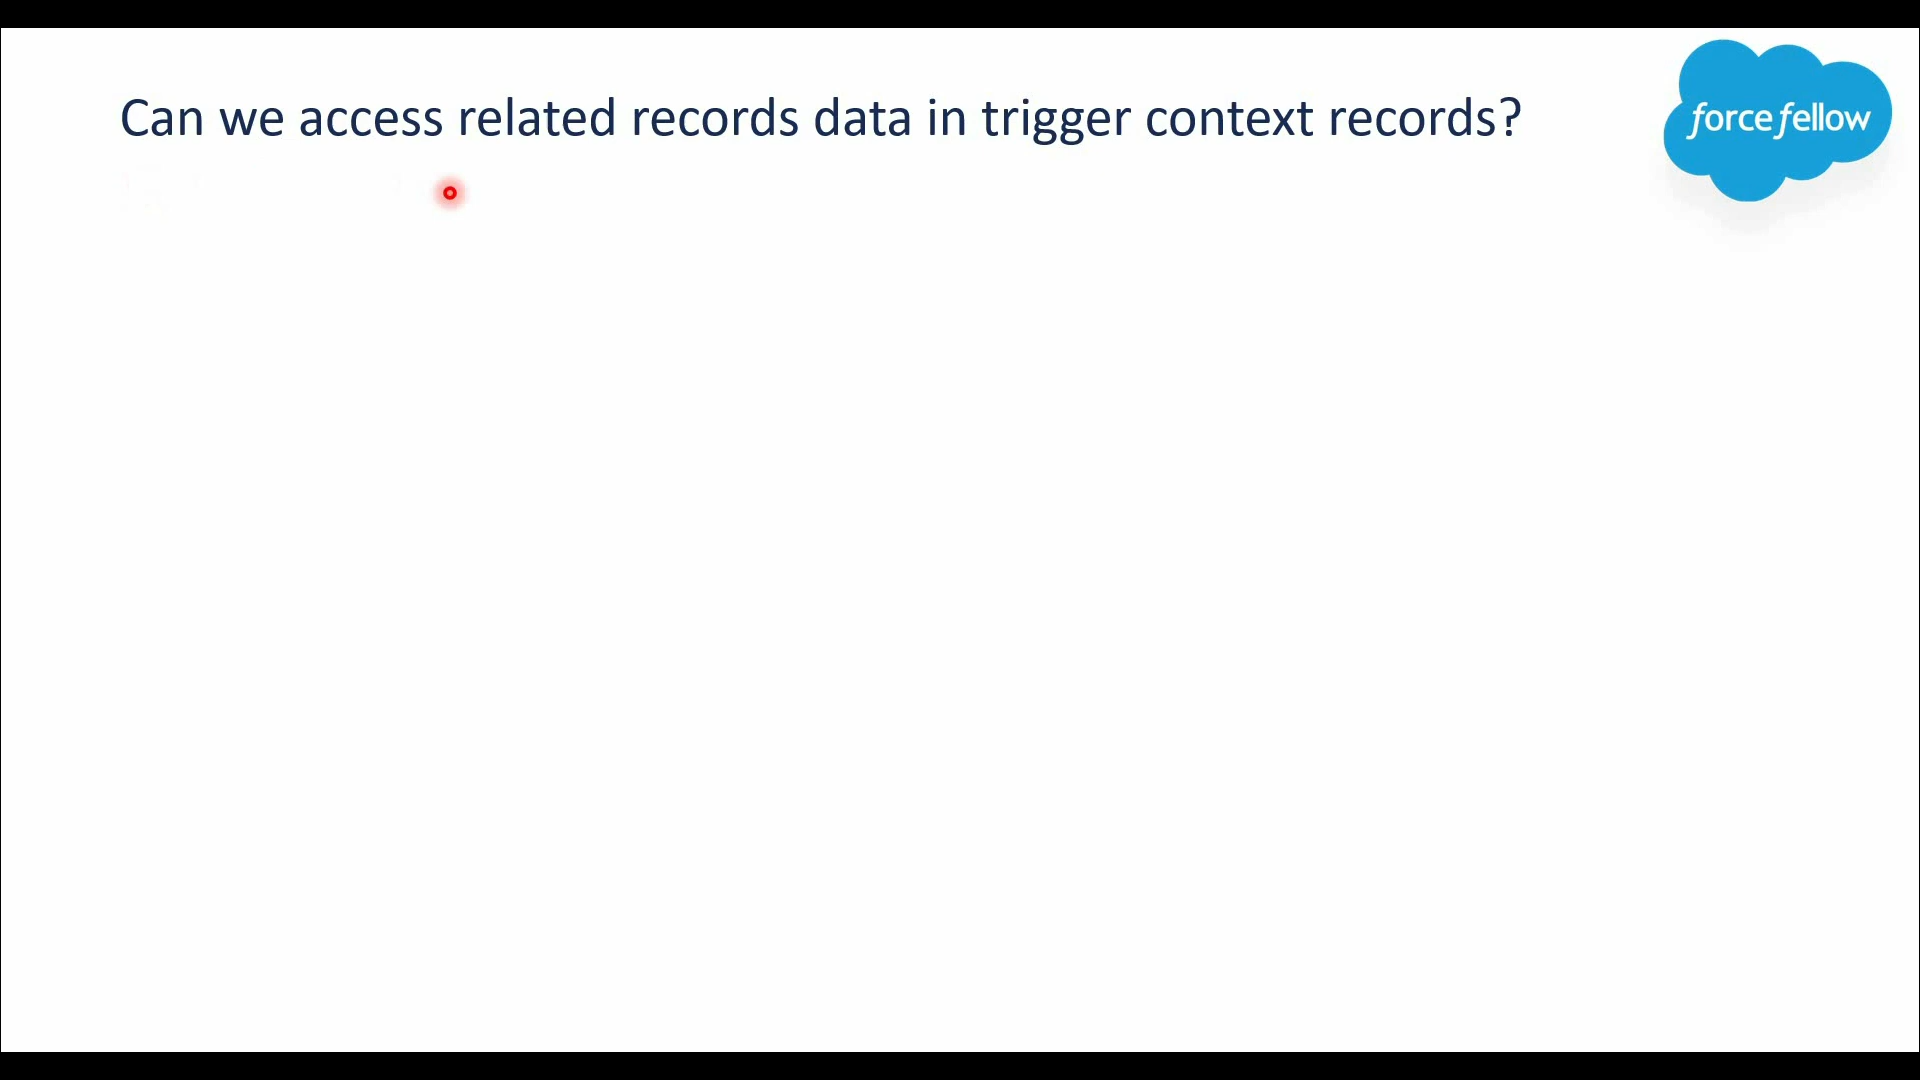 Can we access related records data in trigger context records?
force fellow